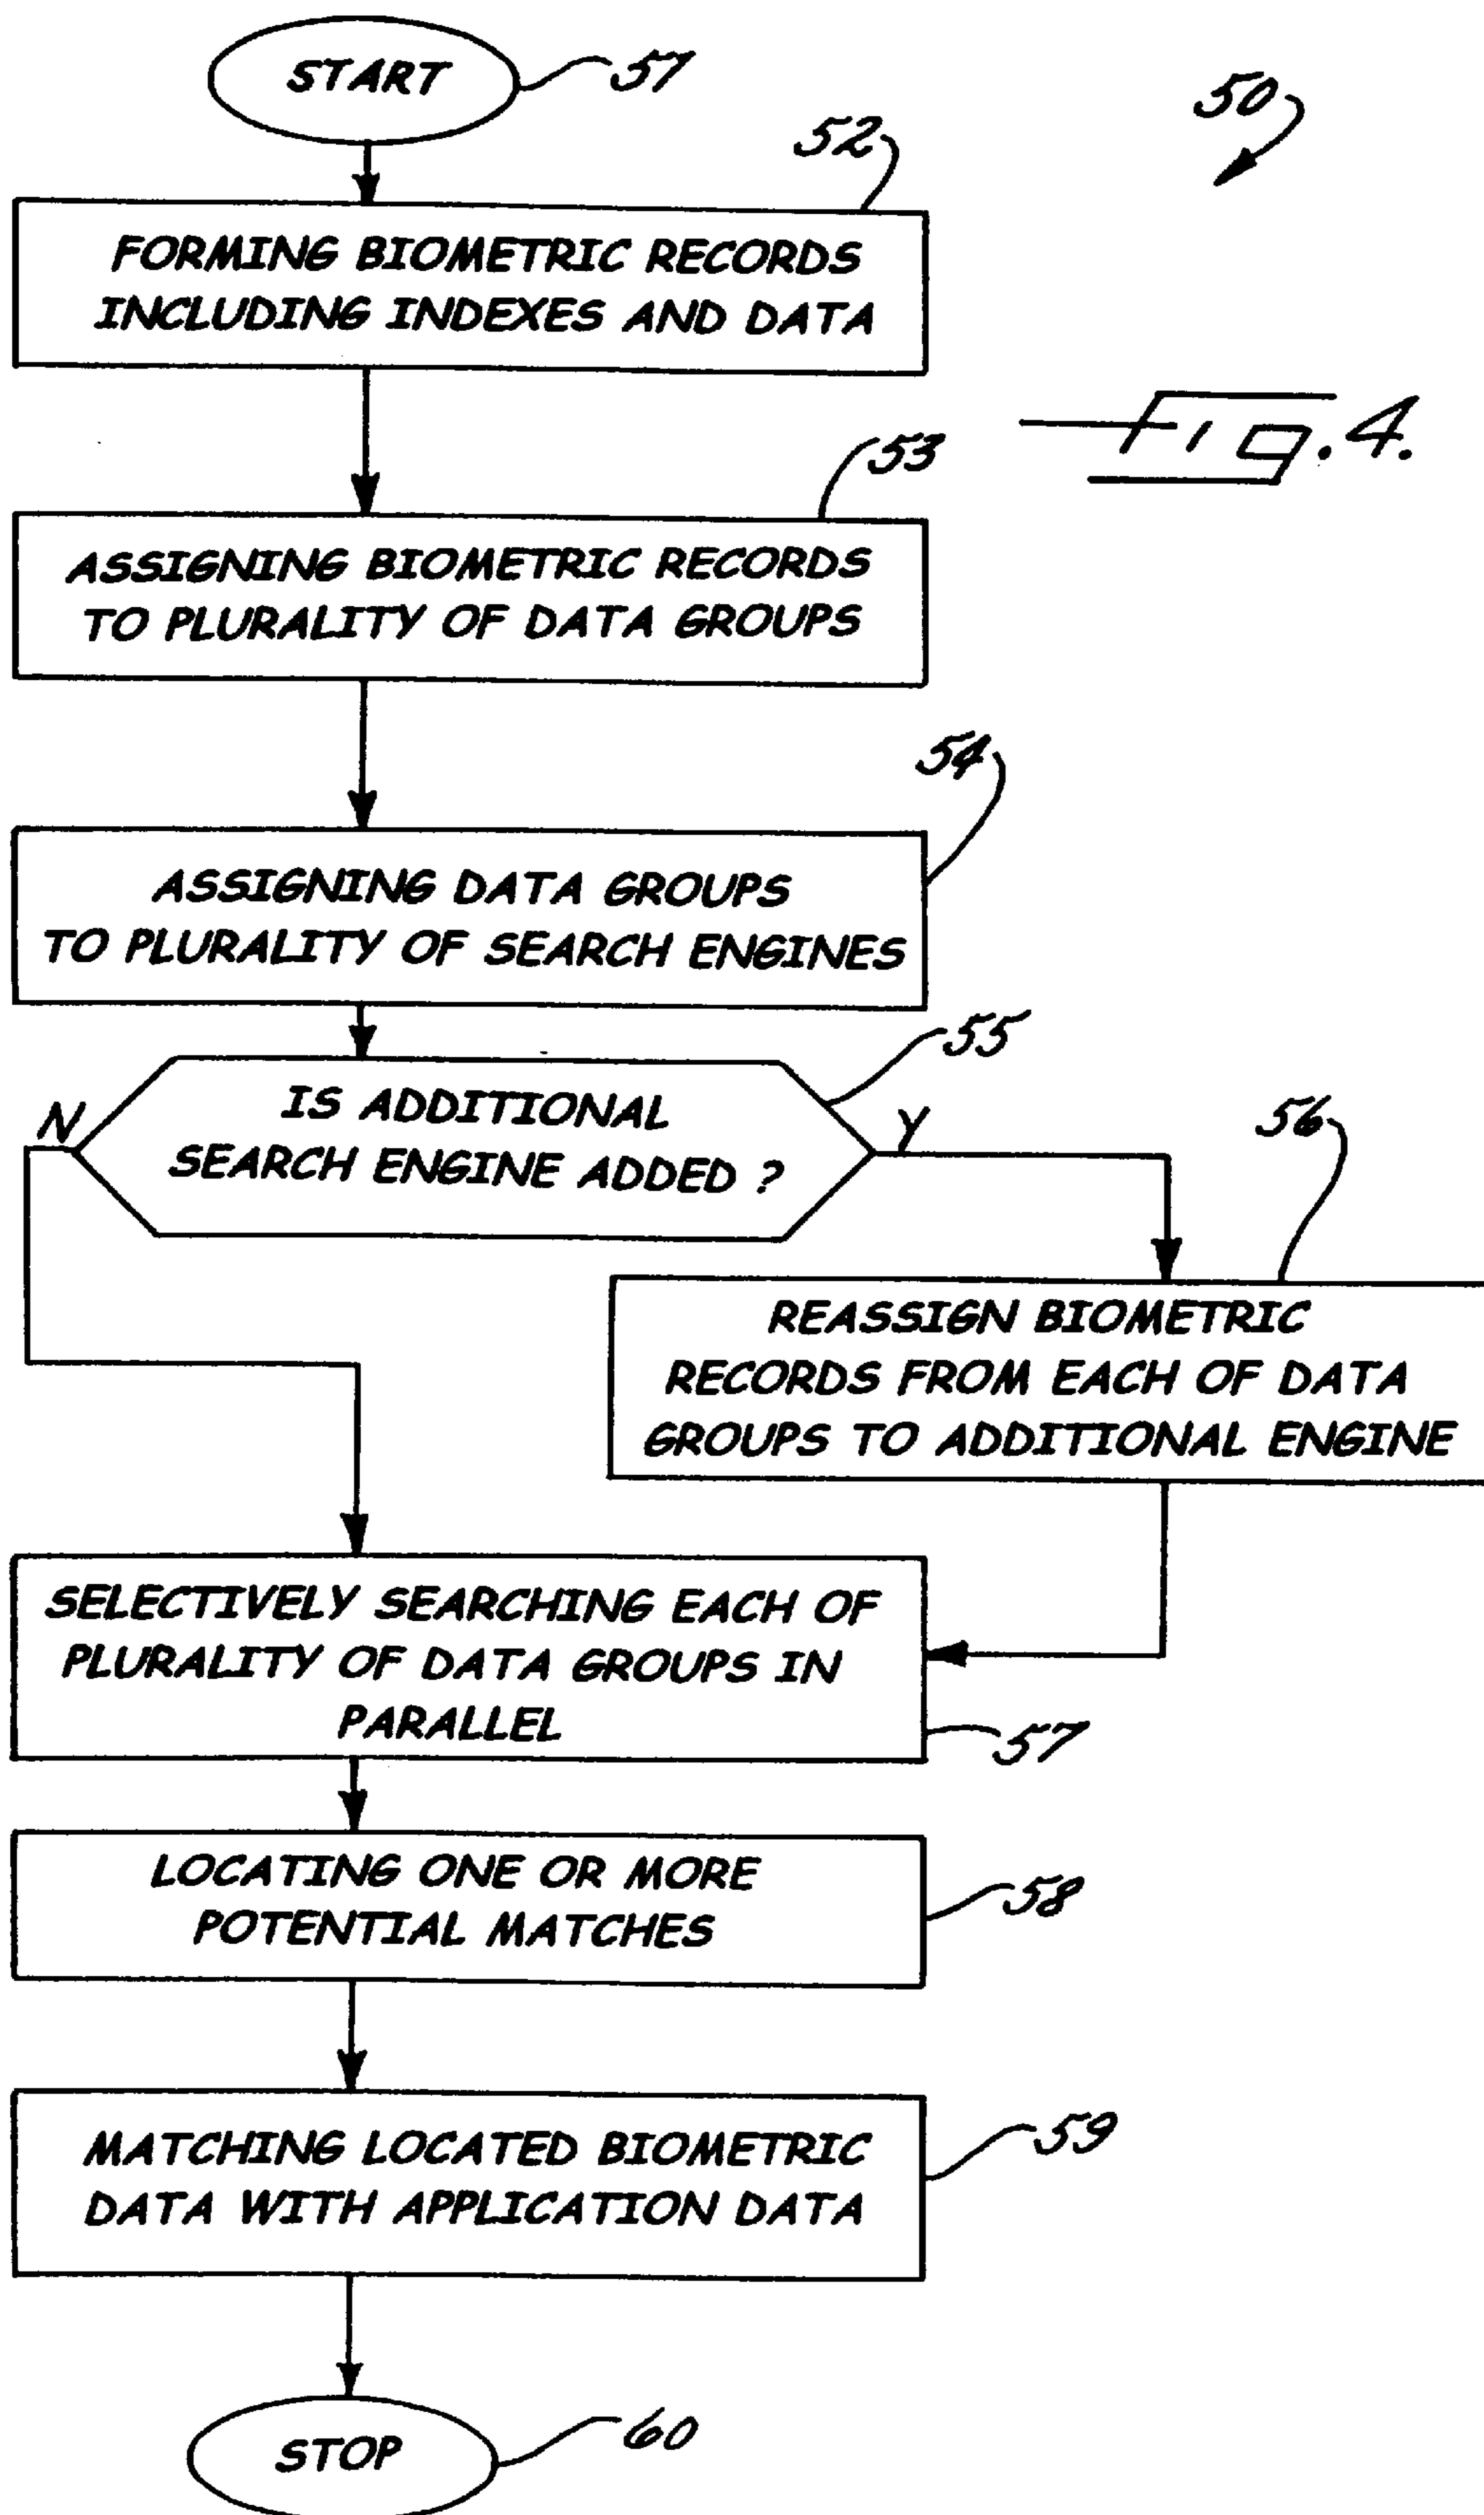 START
51
50
52
FORMING BIOMETRIC RECORDS
INCLUDING INDEXES AND DATA
Fig.4.
53
ASSIGNING BIOMETRIC RECORDS
TO PLURALITY OF DATA GROUPS
54
ASSIGNING DATA GROUPS
TO PLURALITY OF SEARCH ENGINES
55
IS ADDITIONAL
SEARCH ENGINE ADDED ?
N
Y
56
REASSIGN BIOMETRIC
RECORDS FROM EACH OF DATA
GROUPS TO ADDITIONAL ENGINE
SELECTIVELY SEARCHING EACH OF
PLURALITY OF DATA GROUPS IN
PARALLEL
57
LOCATING ONE OR MORE
POTENTIAL MATCHES
58
MATCHING LOCATED BIOMETRIC
DATA WITH APPLICATION DATA
59
STOP
60